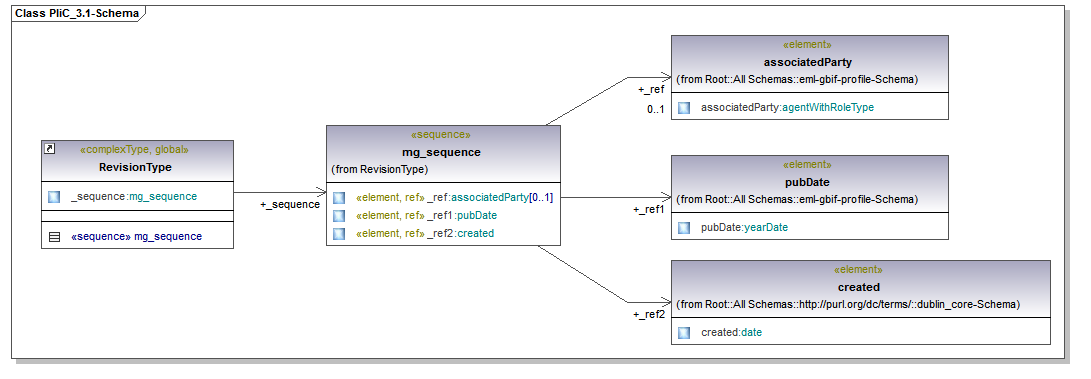 Class PliC_3.1-Schema
«complexType, global»
RevisionType
_sequence:mg_sequence
«sequence» mg_sequence
+_sequence
«sequence»
mg_sequence
(from RevisionType)
«element, ref» _ref:associatedParty[0..1]
«element, ref» _ref1:pubDate
«element, ref» _ref2:created
+_ref
0..1
+_ref1
+_ref2
«element»
associatedParty
(from Root::All Schemas::eml-gbif-profile-Schema)
associatedParty:agentWithRoleType
«element»
pubDate
(from Root::All Schemas::eml-gbif-profile-Schema)
pubDate:yearDate
«element»
created
(from Root::All Schemas::http://purl.org/dc/terms/::dublin_core-Schema)
created:date